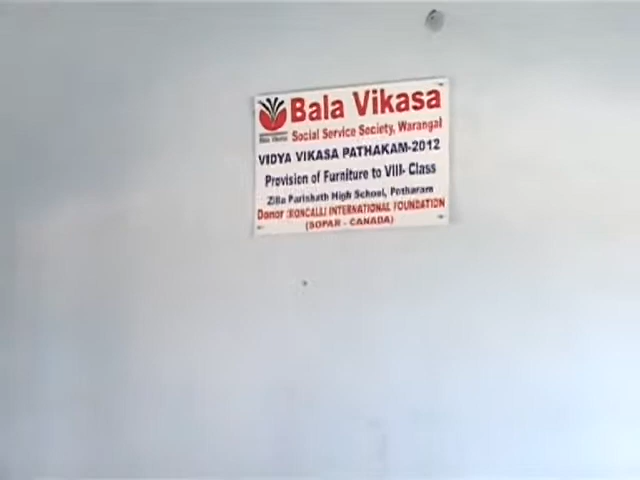 Bala Vikasa
Social Service Society, Warangal
VIDYA VIKASA PATHAKAM-2012
Provision of Furniture to VIII- Class
Zilla Parishath High School, Potharam
Donor :RONCALLI INTERNATIONAL FOUNDATION
(SOPAR - CANADA)